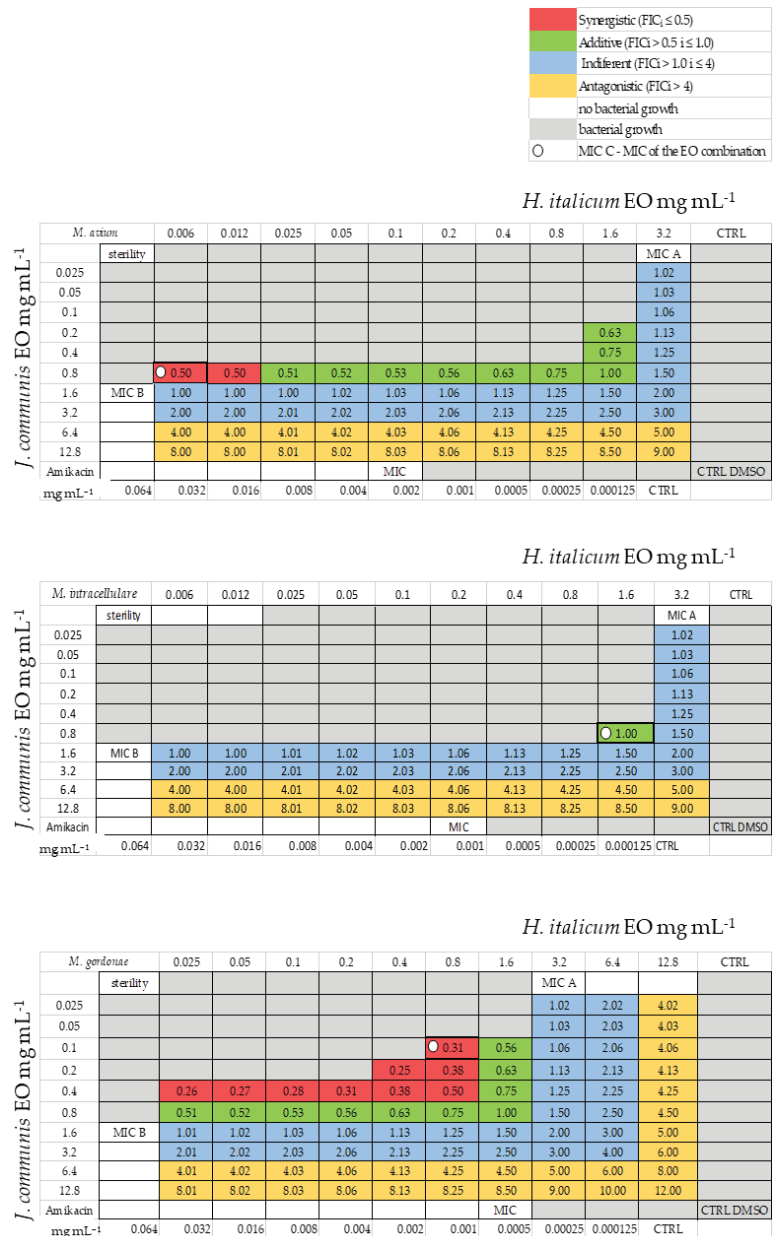 Synergistic (FICi ≤ 0.5)
Additive (FICi > 0.5 i ≤ 1.0)
Indiferent (FICi > 1.0 i ≤ 4)
Antagonistic (FICi > 4)
no bacterial growth
bacterial growth
MIC C - MIC of the EO combination
H. italicum EO mg mL-1
M. avium 0.006 0.012 0.025 0.05 0.1 0.2 0.4 0.8 1.6 3.2 CTRL
sterility MIC A
J. communis EO mg mL-1
0.025 1.02
0.05 1.03
0.1 1.06
0.2 0.63 1.13
0.4 0.75 1.25
0.8 0.50 0.50 0.51 0.52 0.53 0.56 0.63 0.75 1.00 1.50
1.6 MIC B 1.00 1.00 1.00 1.02 1.03 1.06 1.13 1.25 1.50 2.00
3.2 2.00 2.00 2.01 2.02 2.03 2.06 2.13 2.25 2.50 3.00
6.4 4.00 4.00 4.01 4.02 4.03 4.06 4.13 4.25 4.50 5.00
12.8 8.00 8.00 8.01 8.02 8.03 8.06 8.13 8.25 8.50 9.00
Amikacin MIC CTRL DMSO
mg mL-1 0.064 0.032 0.016 0.008 0.004 0.002 0.001 0.0005 0.00025 0.000125 CTRL
H. italicum EO mg mL-1
M. intracellulare 0.006 0.012 0.025 0.05 0.1 0.2 0.4 0.8 1.6 3.2 CTRL
sterility MIC A
J. communis EO mg mL-1
0.025 1.02
0.05 1.03
0.1 1.06
0.2 1.13
0.4 1.25
0.8 1.00 1.50
1.6 MIC B 1.00 1.00 1.01 1.02 1.03 1.06 1.13 1.25 1.50 2.00
3.2 2.00 2.00 2.01 2.02 2.03 2.06 2.13 2.25 2.50 3.00
6.4 4.00 4.00 4.01 4.02 4.03 4.06 4.13 4.25 4.50 5.00
12.8 8.00 8.00 8.01 8.02 8.03 8.06 8.13 8.25 8.50 9.00
Amikacin MIC CTRL DMSO
mg mL-1 0.064 0.032 0.016 0.008 0.004 0.002 0.001 0.0005 0.00025 0.000125 CTRL
H. italicum EO mg mL-1
M. gordonae 0.025 0.05 0.1 0.2 0.4 0.8 1.6 3.2 6.4 12.8 CTRL
sterility MIC A
J. communis EO mg mL-1
0.025 1.02 2.02 4.02
0.05 1.03 2.03 4.03
0.1 0.31 0.56 1.06 2.06 4.06
0.2 0.25 0.38 0.63 1.13 2.13 4.13
0.4 0.26 0.27 0.28 0.31 0.38 0.50 0.75 1.25 2.25 4.25
0.8 0.51 0.52 0.53 0.56 0.63 0.75 1.00 1.50 2.50 4.50
1.6 MIC B 1.01 1.02 1.03 1.06 1.13 1.25 1.50 2.00 3.00 5.00
3.2 2.01 2.02 2.03 2.06 2.13 2.25 2.50 3.00 4.00 6.00
6.4 4.01 4.02 4.03 4.06 4.13 4.25 4.50 5.00 6.00 8.00
12.8 8.01 8.02 8.03 8.06 8.13 8.25 8.50 9.00 10.00 12.00
Amikacin MIC CTRL DMSO
mg mL-1 0.064 0.032 0.016 0.008 0.004 0.002 0.001 0.0005 0.00025 0.000125 CTRL